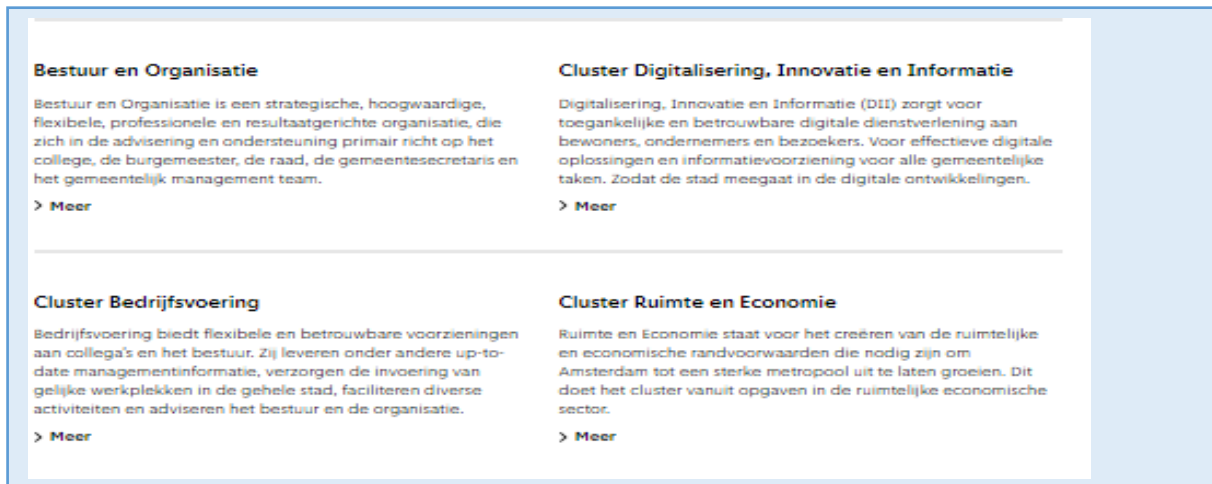 Bestuur en Organisatie
Bestuur en Organisatie is een strategische, hoogwaardige,
flexibele, professionele en resultaatgerichte organisatie, die
zich in de advisering en ondersteuning primair richt op het
college, de burgemeester, de raad, de gemeentesecretaris en
het gemeentelijk management team.
> Meer
Cluster Digitalisering, Innovatie en Informatie
Digitalisering, Innovatie en Informatie (DII) zorgt voor
toegankelijke en betrouwbare digitale dienstverlening aan
bewoners, ondernemers en bezoekers. Voor effectieve digitale
oplossingen en informatievoorziening voor alle gemeentelijke
taken. Zodat de stad meegaat in de digitale ontwikkelingen.
> Meer
Cluster Bedrijfsvoering
Bedrijfsvoering biedt flexibele en betrouwbare voorzieningen
aan collega's en het bestuur. Zij leveren onder andere up-to-
date managementinformatie, verzorgen de invoering van
gelijke werkplekken in de gehele stad, faciliteren diverse
activiteiten en adviseren het bestuur en de organisatie.
> Meer
Cluster Ruimte en Economie
Ruimte en Economie staat voor het creëren van de ruimtelijke
en economische randvoorwaarden die nodig zijn om
Amsterdam tot een sterke metropool uit te laten groeien. Dit
doet het cluster vanuit opgaven in de ruimtelijke economische
sector.
> Meer